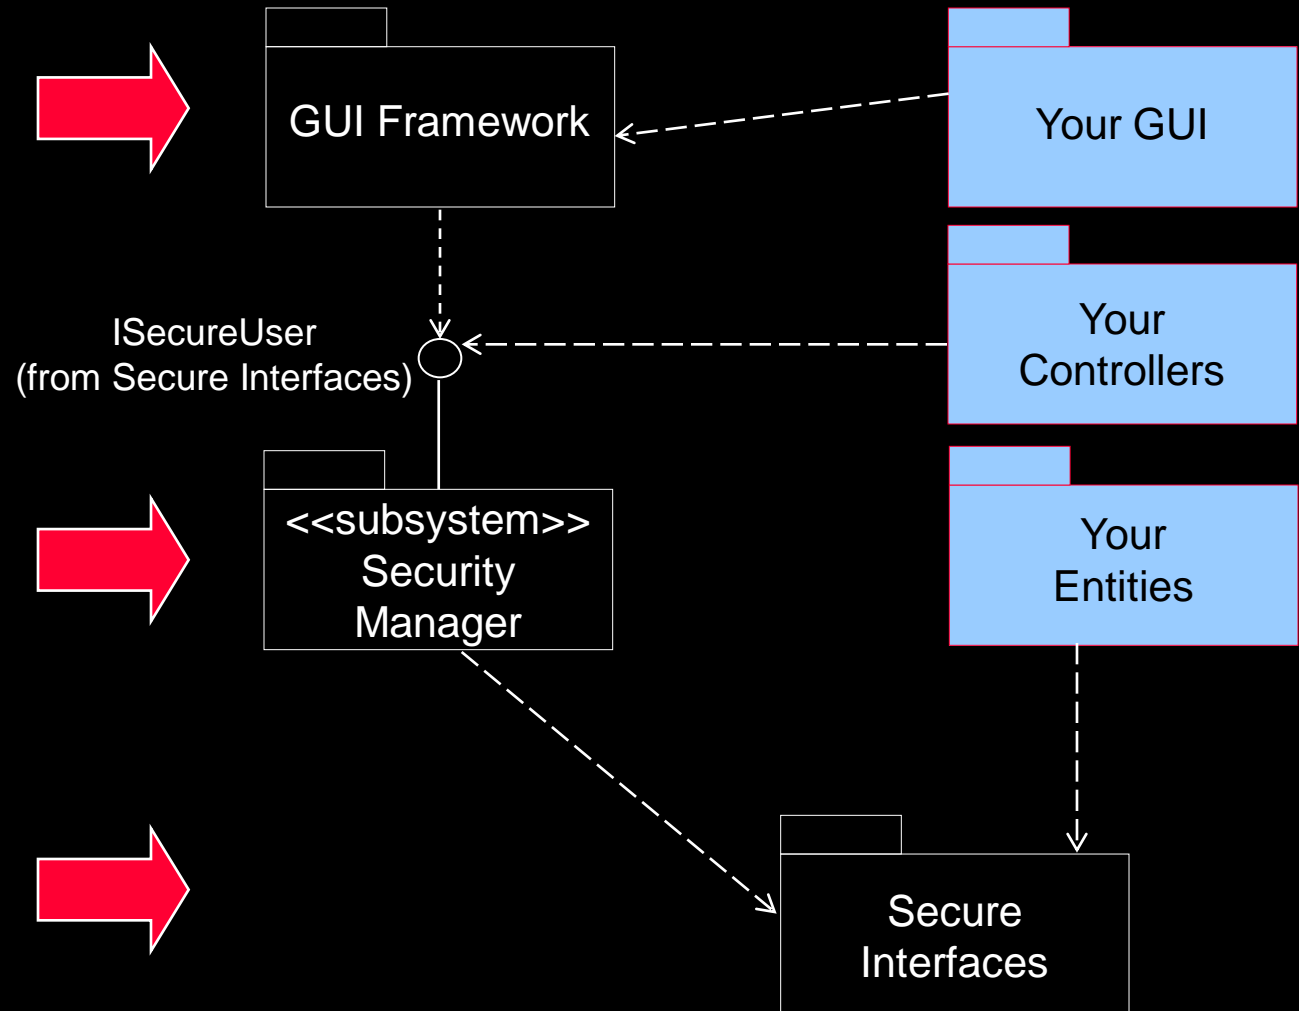 GUI Framework
Your GUI
ISecureUser
(from Secure Interfaces)
Your
Controllers
<<subsystem>>
Security
Manager
Your
Entities
Secure
Interfaces